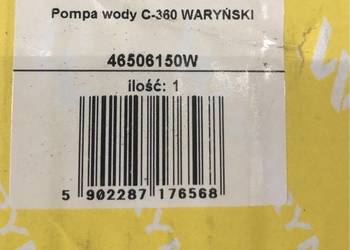 Pompa wody C-360 WARYŃSKI
46506150W
ilość: 1
5 902287 176568